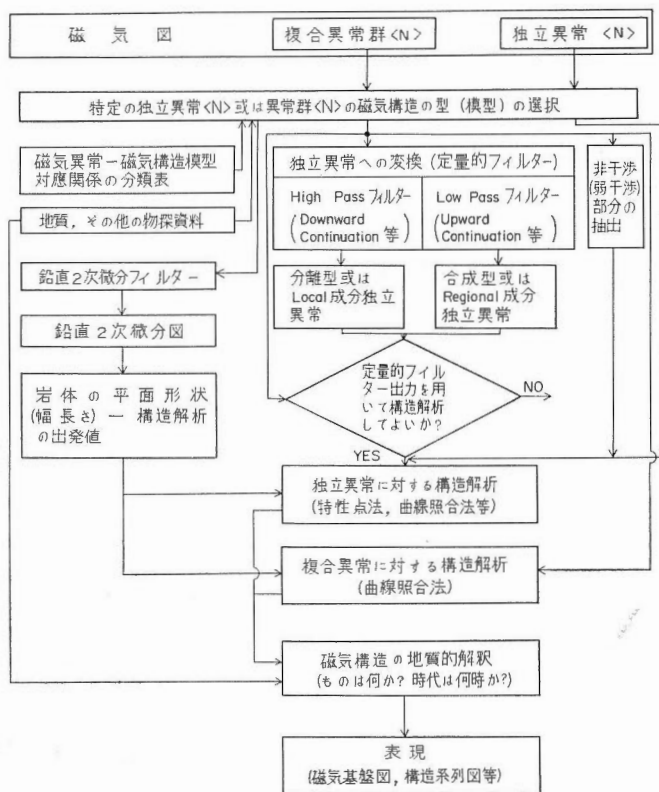 磁気図
複合異常群<N>
独立異常 <N>
特定の独立異常<N>或は異常群<N>の磁気構造の型（模型）の選択
磁気異常－磁気構造模型
対応関係の分類表
地質，その他の物探資料
鉛直2次微分フィルター
鉛直2次微分図
岩体の平面形状
(幅 長さ) ― 構造解析
の出発値
独立異常への変換 (定量的フィルター)
High Pass フィルター
(Downward
Continuation 等)
Low Pass フィルター
(Upward
Continuation 等)
非干渉
(弱干渉)
部分の
抽出
分離型或は
Local 成分独立
異常
合成型或は
Regional 成分
独立異常
定量的フィル
ター出力を用
いて構造解析
してよいか？
NO
YES
独立異常に対する構造解析
(特性点法，曲線照合法等)
複合異常に対する構造解析
(曲線照合法)
磁気構造の地質的解釈
(ものは何か？時代は何時か？)
表現
(磁気基盤図，構造系列図等)